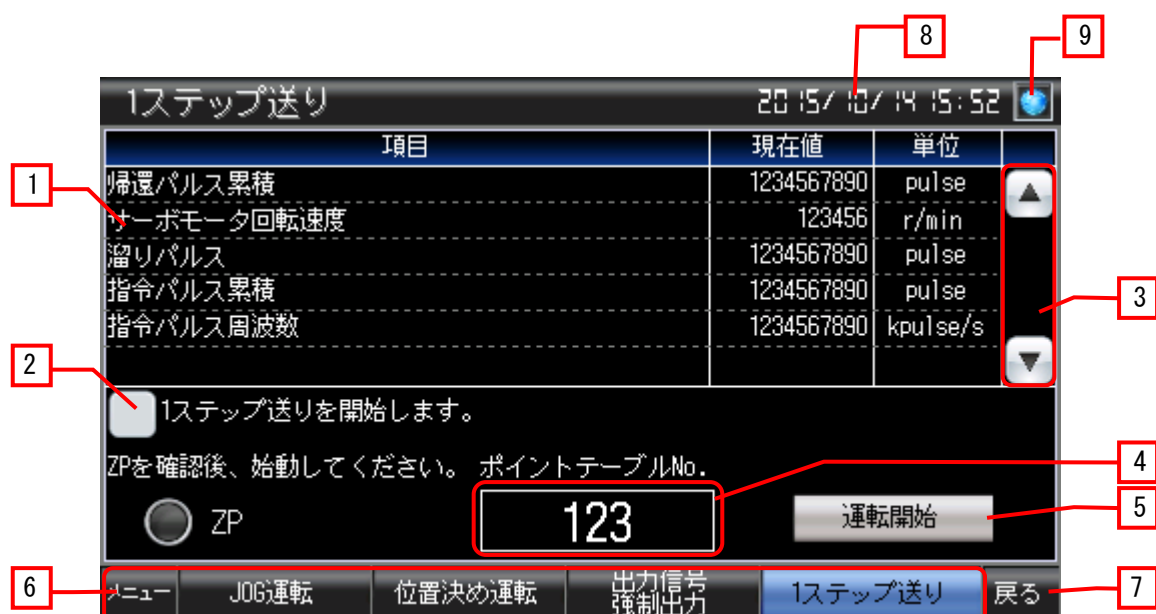 8 9
1ステップ送り 2015/10/14 15:52
項目 現在値 単位
1
帰還パルス累積 1234567890 pulse
サーボモータ回転速度 123456 r/min
溜りパルス 1234567890 pulse
指令パルス累積 1234567890 pulse
3
指令パルス周波数 1234567890 kpulse/s
2
1ステップ送りを開始します。
ZPを確認後、始動してください。 ポイントテーブルNo.
4
ZP 123 運転開始
5
6
メニュー JOG運転 位置決め運転 出力信号
強制出力 1ステップ送り 戻る
7